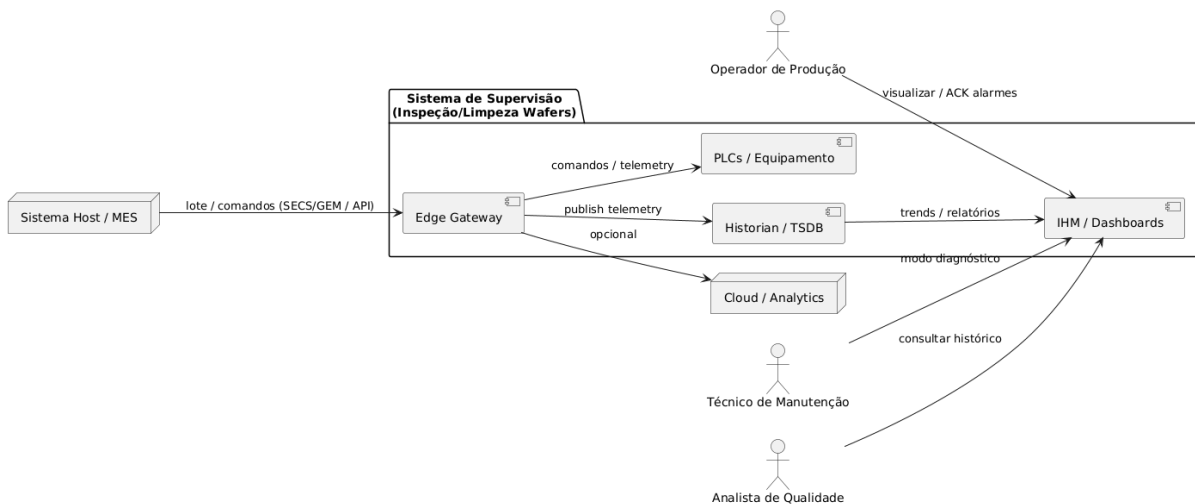 Operador de Produção
visualizar / ACK alarmes
Sistema de Supervisão
(Inspeção/Limpeza Wafers)
PLCs / Equipamento
comandos / telemetry
Sistema Host / MES
lote / comandos (SECS/GEM / API)
Edge Gateway
publish telemetry
Historian / TSDB
trends / relatórios
IHM / Dashboards
opcional
modo diagnóstico
Cloud / Analytics
consultar histórico
Técnico de Manutenção
Analista de Qualidade